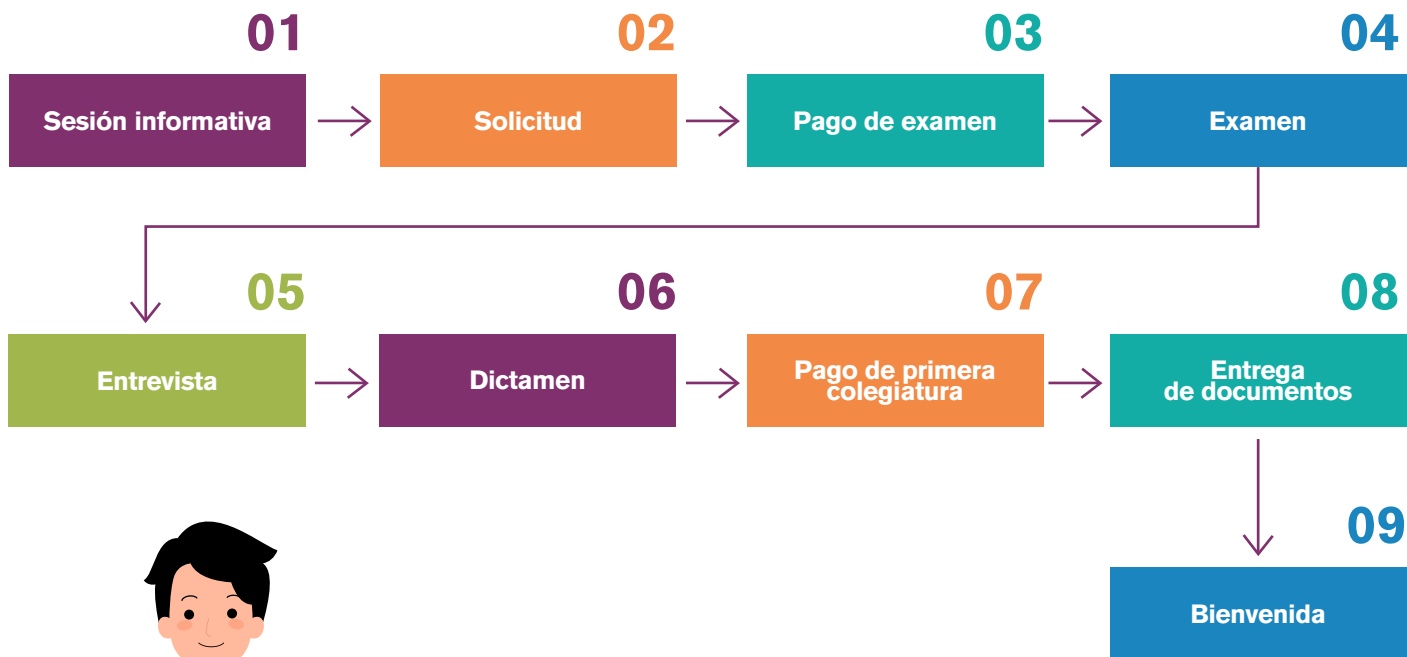 01
Sesión informativa
02
Solicitud
03
Pago de examen
04
Examen
05
Entrevista
06
Dictamen
07
Pago de primera
colegiatura
08
Entrega
de documentos
09
Bienvenida